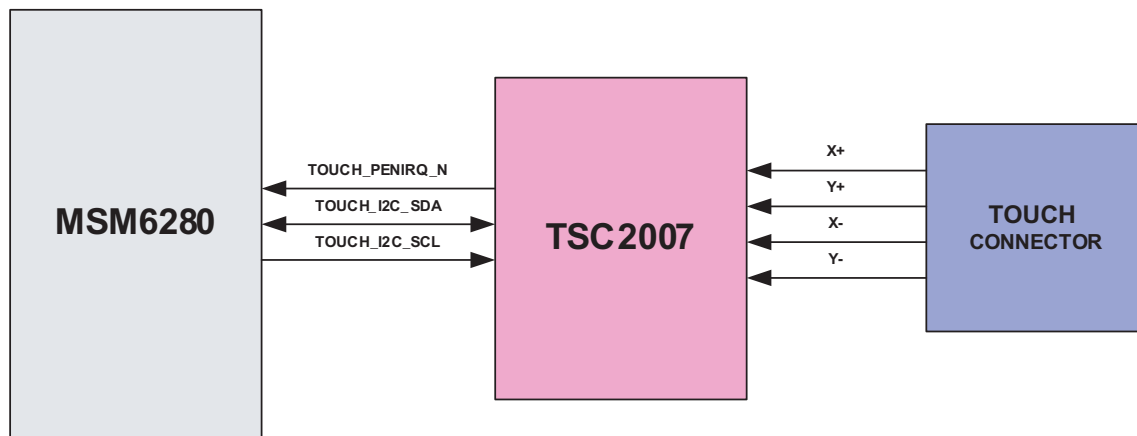 MSM6280
TOUCH_PENIRQ_N
TOUCH_I2C_SDA
TOUCH_I2C_SCL
TSC2007
X+
Y+
X-
Y-
TOUCH
CONNECTOR